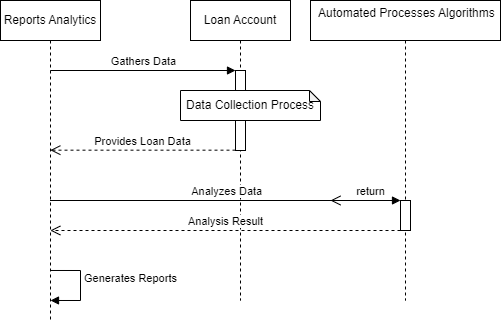 Reports Analytics
Loan Account
Automated Processes Algorithms
Gathers Data
Data Collection Process
Provides Loan Data
Analyzes Data
return
Analysis Result
Generates Reports